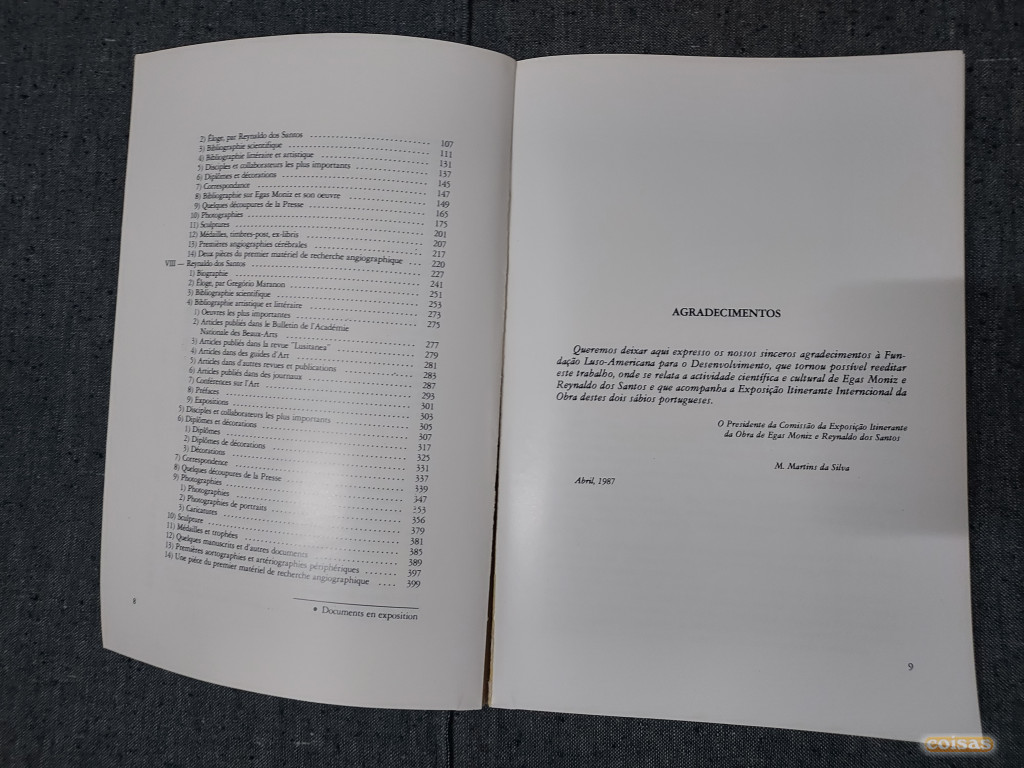 2) Éloge, par Reynaldo dos Santos ---------- 107
3) Bibliographie scientifique ---------- 111
4) Bibliographie littéraire et artistique ---------- 131
5) Disciples et collaborateurs les plus importants ---------- 137
6) Diplômes et décorations ---------- 145
7) Correspondance ---------- 147
8) Bibliographie sur Egas Moniz et son oeuvre ---------- 149
9) Quelques découpures de la Presse ---------- 165
10) Photographies ---------- 175
11) Sculptures ---------- 201
12) Médailles, timbres-post, ex-libris ---------- 207
13) Premières angiographies cérébrales ---------- 217
14) Deux pièces du premier matériel de recherche angiographique ---------- 220
VIII — Reynaldo dos Santos ---------- 227
1) Biographie ---------- 241
2) Éloge, par Gregório Maranon ---------- 251
3) Bibliographie scientifique ---------- 253
4) Bibliographie artistique et littéraire ---------- 273
1) Oeuvres les plus importantes ---------- 275
2) Articles publiés dans le Bulletin de l'Académie
Nationale des Beaux-Arts ---------- 277
3) Articles publiés dans la revue "Lusitanea" ---------- 279
4) Articles dans des guides d'Art ---------- 281
5) Articles dans d'autres revues et publications ---------- 283
6) Articles publiés dans des journaux ---------- 287
7) Conférences sur l'Art ---------- 293
8) Préfaces ---------- 301
9) Expositions ---------- 303
5) Disciples et collaborateurs les plus importants ---------- 305
6) Diplômes et décorations ---------- 307
1) Diplômes ---------- 317
2) Diplômes de décorations ---------- 325
3) Décorations ---------- 331
7) Correspondence ---------- 337
8) Quelques découpures de la Presse ---------- 339
9) Photographies ---------- 347
1) Photographies ---------- 353
2) Photographies de portraits ---------- 356
3) Caricatures ---------- 379
10) Sculpture ---------- 381
11) Médailles et trophées ---------- 385
12) Quelques manuscrits et d'autres documents ---------- 389
13) Premières aortographies et artériographies périphériques ---------- 397
14) Une pièce du premier matériel de recherche angiographique ---- 399
* Documents en exposition
8
AGRADECIMENTOS
Queremos deixar aqui expresso os nossos sinceros agradecimentos à Fun-
dação Luso-Americana para o Desenvolvimento, que tornou possível reeditar
este trabalho, onde se relata a actividade científica e cultural de Egas Moniz e
Reynaldo dos Santos e que acompanha a Exposição Itinerante Interncional da
Obra destes dois sábios portugueses.
O Presidente da Comissão da Exposição Itinerante
da Obra de Egas Moniz e Reynaldo dos Santos
M. Martins da Silva
Abril, 1987
9
coisas